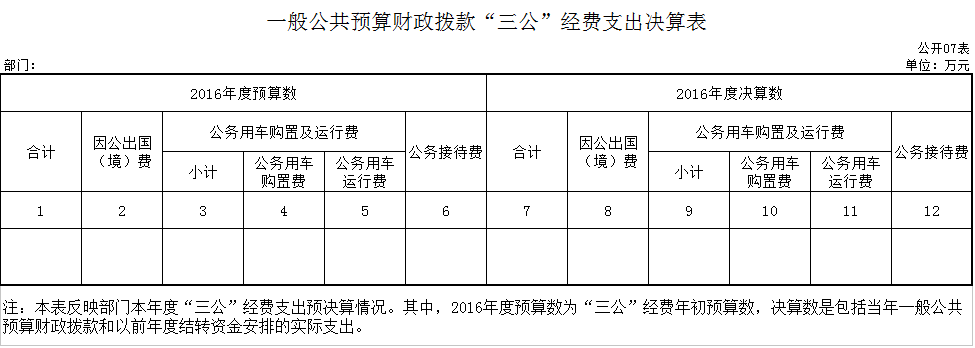 一般公共预算财政拨款“三公”经费支出决算表
公开07表
部门：
单位：万元
2016年度预算数
2016年度决算数
合计
因公出国
（境）费
公务用车购置及运行费
公务接待费
合计
因公出国
（境）费
公务用车购置及运行费
公务接待费
小计
公务用车
购置费
公务用车
运行费
小计
公务用车
购置费
公务用车
运行费
1 2 3 4 5 6 7 8 9 10 11 12
注：本表反映部门本年度“三公”经费支出预决算情况。其中，2016年度预算数为“三公”经费年初预算数，决算数是包括当年一般公共
预算财政拨款和以前年度结转资金安排的实际支出。